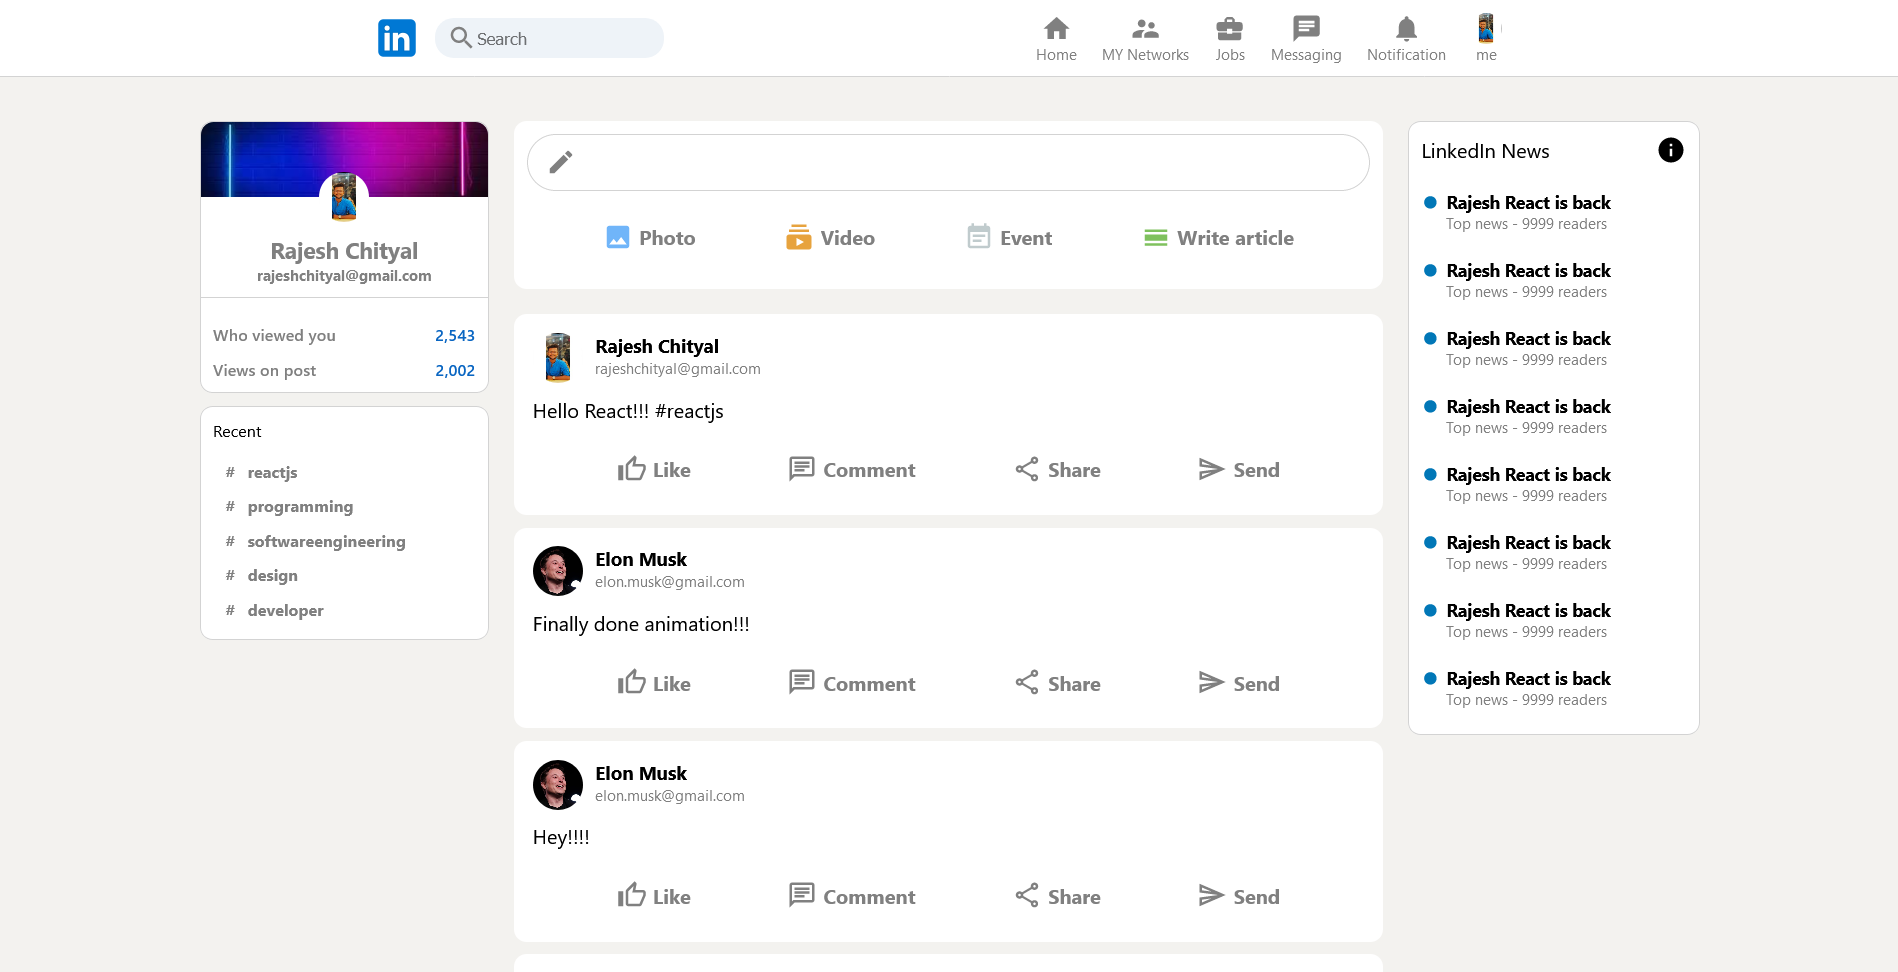 in
Search
Home
MY Networks
Jobs
Messaging
Notification
me
Rajesh Chityal
rajeshchityal@gmail.com
Who viewed you 2,543
Views on post 2,002
Recent
# reactjs
# programming
# softwareengineering
# design
# developer
Photo
Video
Event
Write article
Rajesh Chityal
rajeshchityal@gmail.com
Hello React!!! #reactjs
Like
Comment
Share
Send
Elon Musk
elon.musk@gmail.com
Finally done animation!!!
Like
Comment
Share
Send
Elon Musk
elon.musk@gmail.com
Hey!!!!
Like
Comment
Share
Send
LinkedIn News
Rajesh React is back
Top news - 9999 readers
Rajesh React is back
Top news - 9999 readers
Rajesh React is back
Top news - 9999 readers
Rajesh React is back
Top news - 9999 readers
Rajesh React is back
Top news - 9999 readers
Rajesh React is back
Top news - 9999 readers
Rajesh React is back
Top news - 9999 readers
Rajesh React is back
Top news - 9999 readers